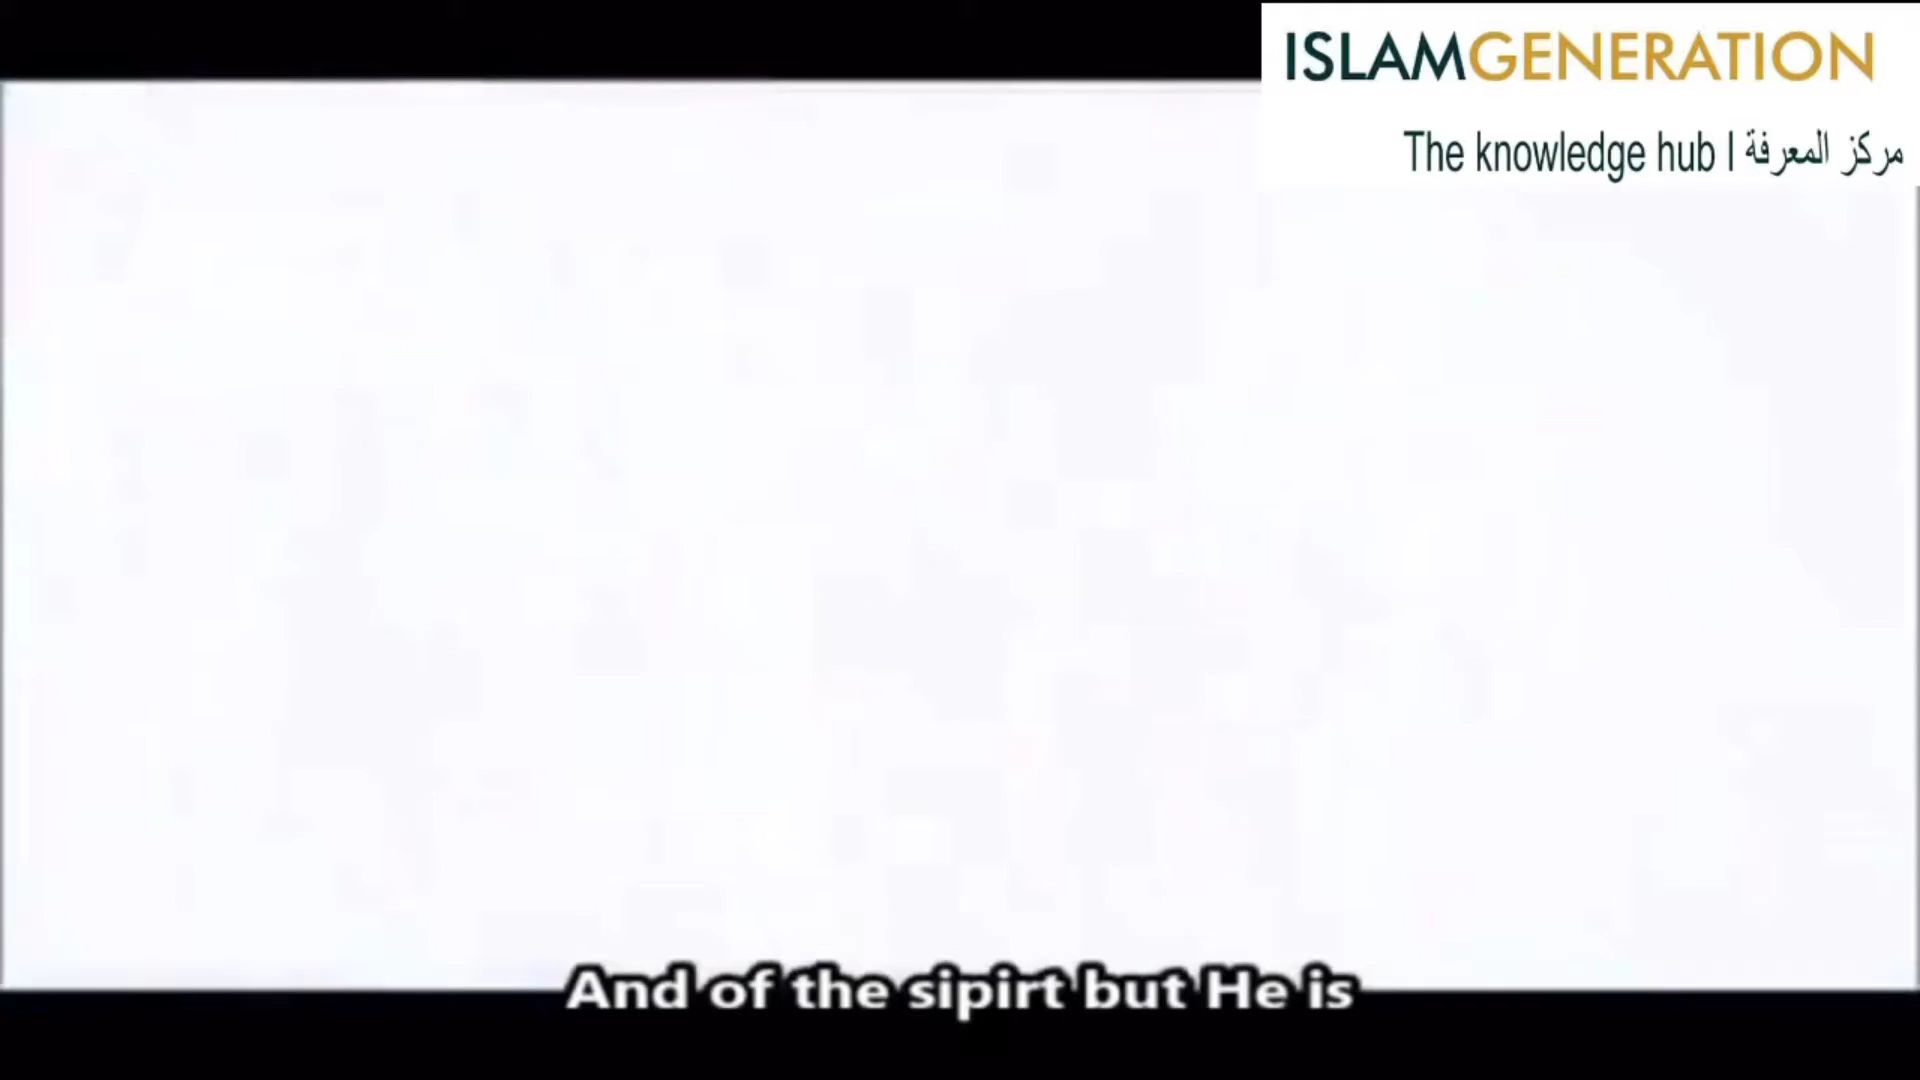 ISLAMGENERATION
The knowledge hub | مركز المعرفة
And of the sipirt but He is